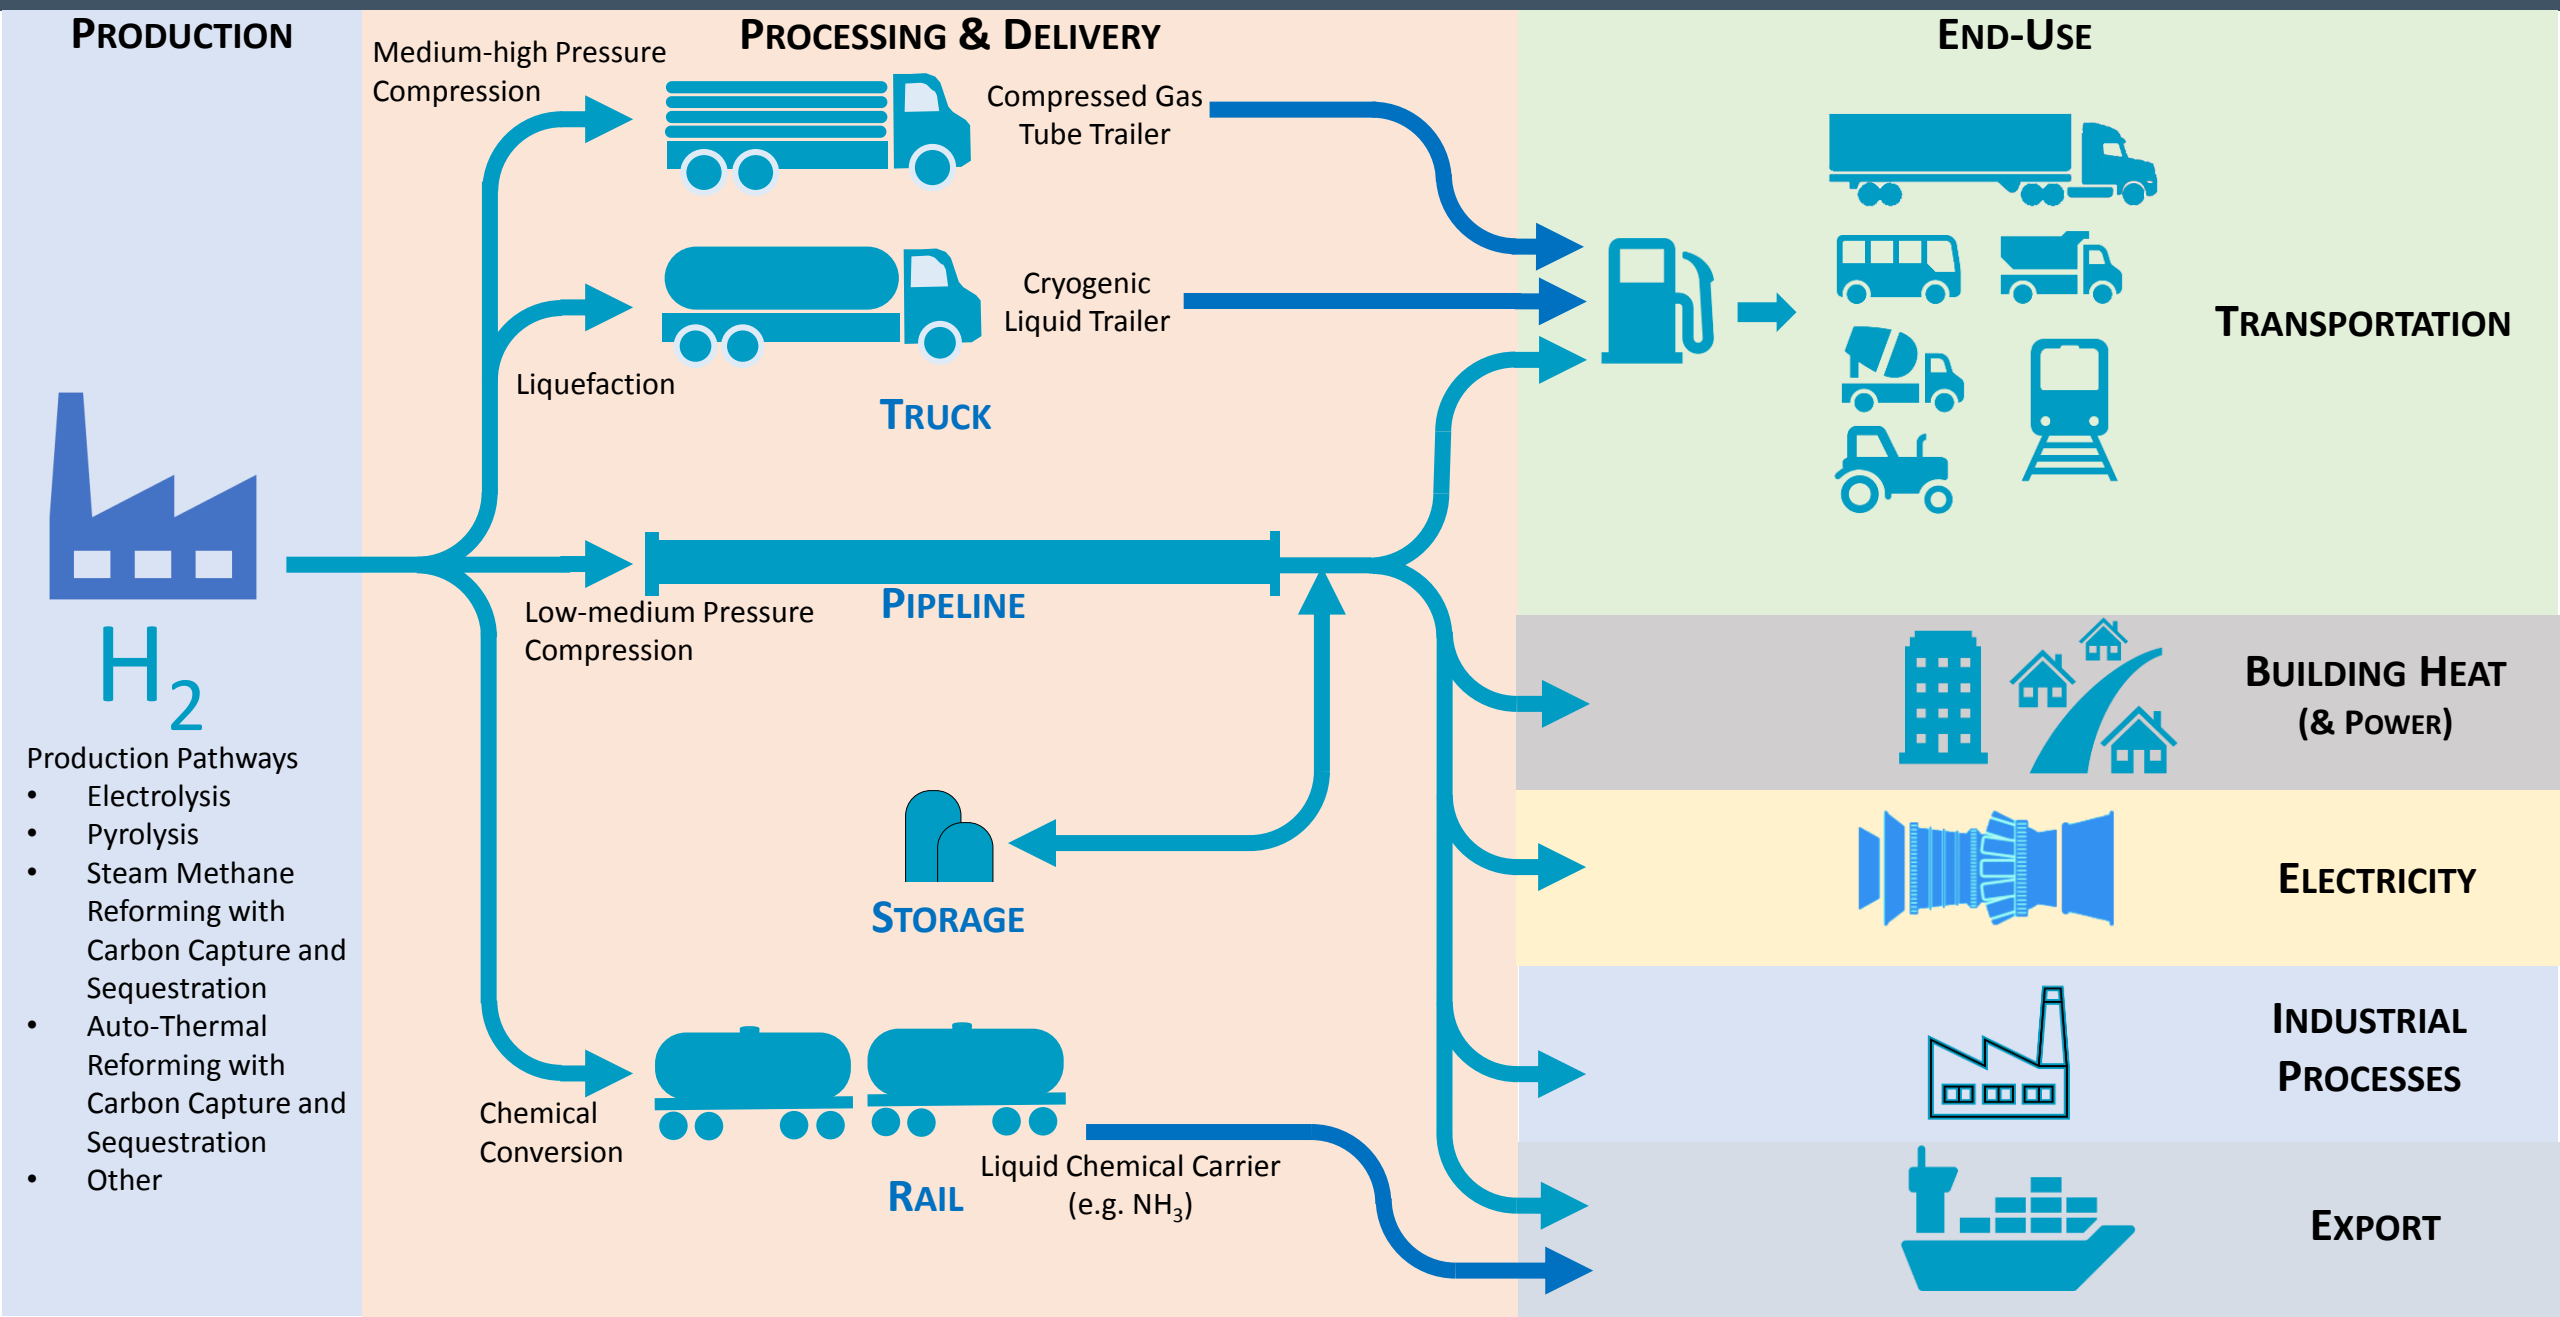 PRODUCTION
H2
Production Pathways
• Electrolysis
• Pyrolysis
• Steam Methane
Reforming with
Carbon Capture and
Sequestration
• Auto-Thermal
Reforming with
Carbon Capture and
Sequestration
• Other
PROCESSING & DELIVERY
Medium-high Pressure
Compression
Compressed Gas
Tube Trailer
Cryogenic
Liquid Trailer
Liquefaction
TRUCK
PIPELINE
Low-medium Pressure
Compression
STORAGE
Chemical
Conversion
RAIL
Liquid Chemical Carrier
(e.g. NH3)
END-USE
TRANSPORTATION
BUILDING HEAT
(& POWER)
ELECTRICITY
INDUSTRIAL
PROCESSES
EXPORT